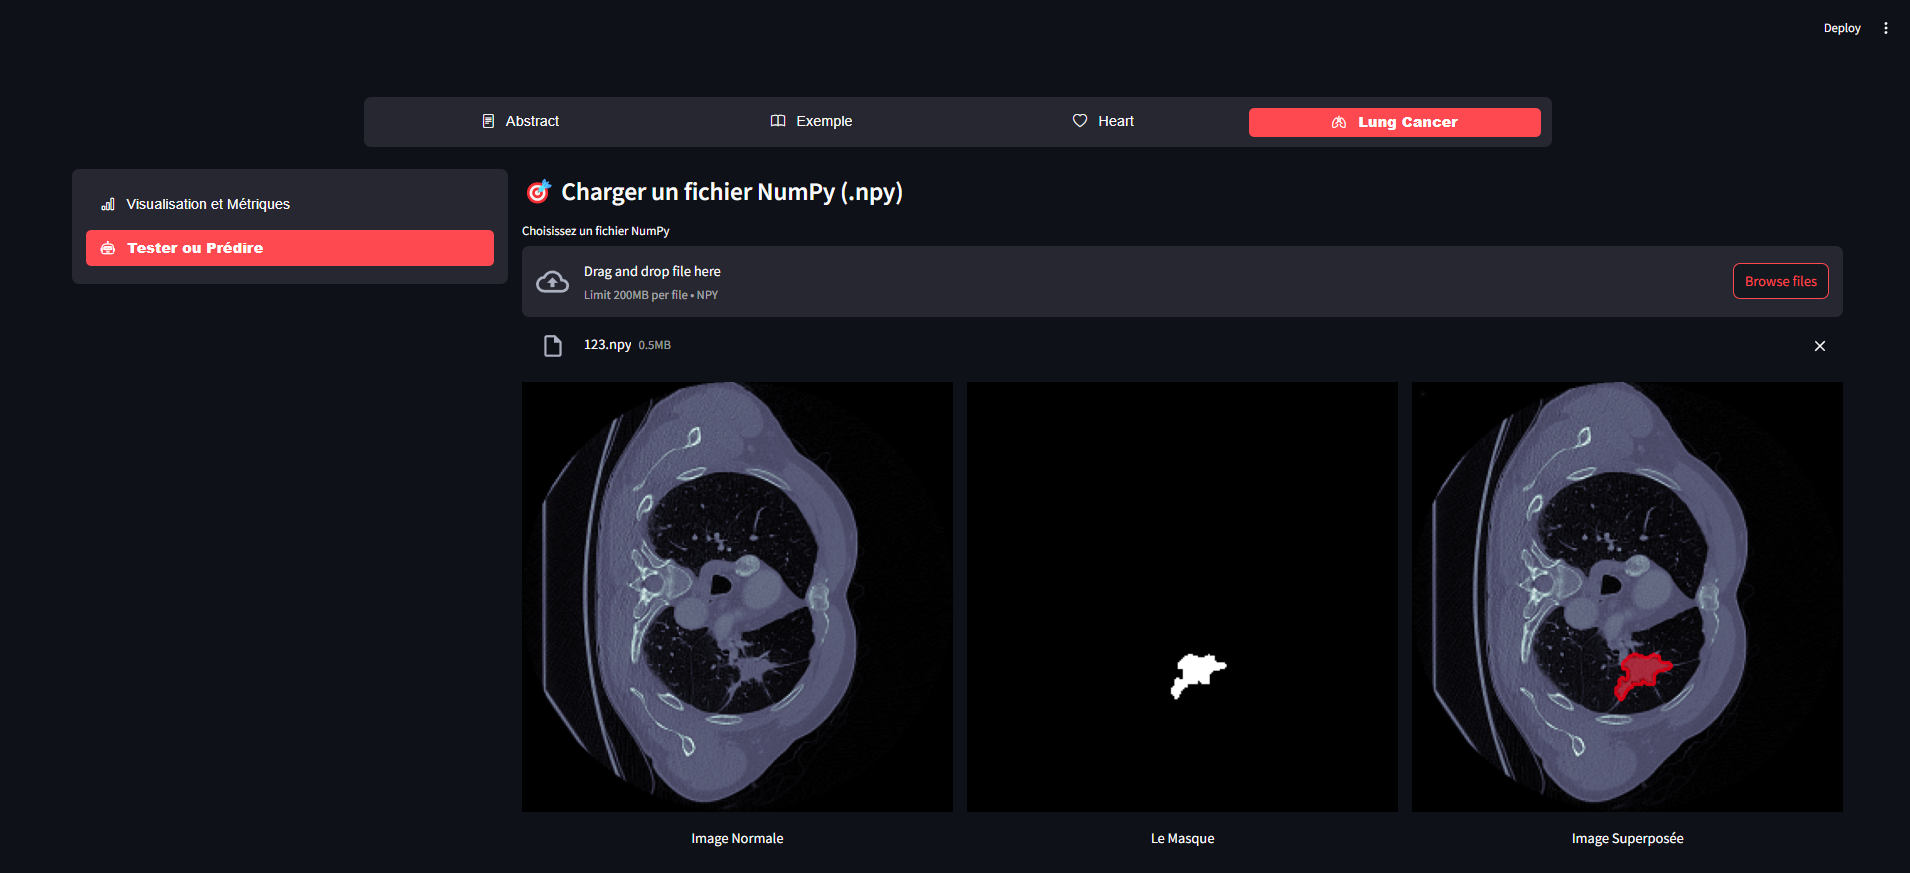 Deploy
Abstract
Exemple
Heart
Lung Cancer
Visualisation et Métriques
Tester ou Prédire
Charger un fichier NumPy (.npy)
Choisissez un fichier NumPy
Drag and drop file here
Limit 200MB per file • NPY
Browse files
123.npy 0.5MB
Image Normale
Le Masque
Image Superposée